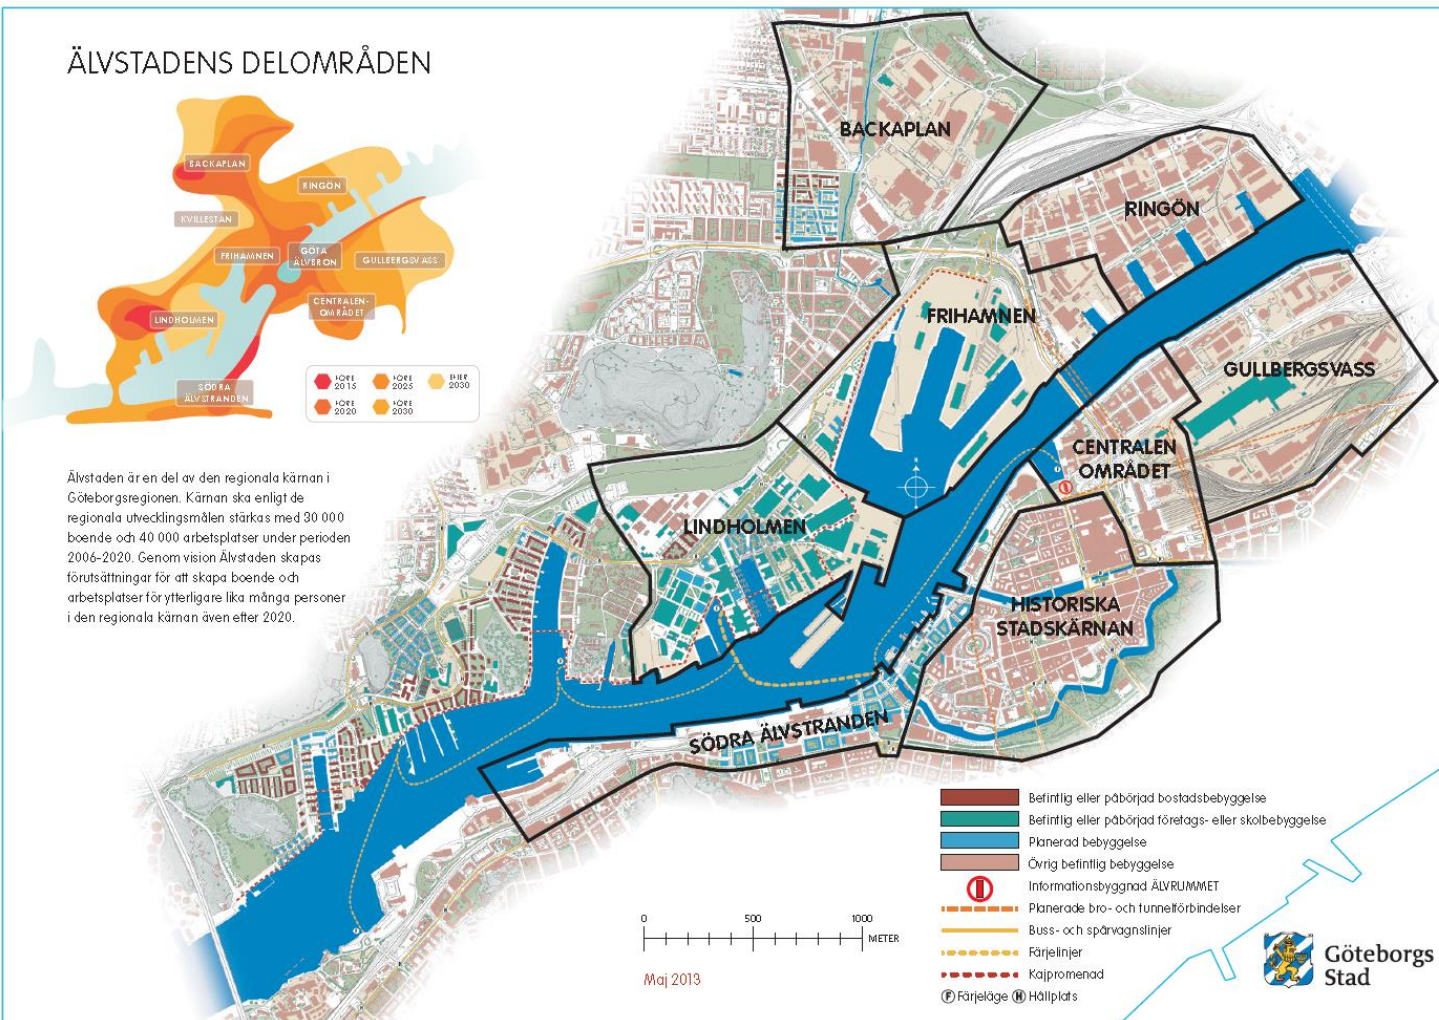 ÄLVSTADENS DELOMRÅDEN
BACKAPLAN
RINGÖN
KVILLESTAN
FRIHAMNEN
GÖTA
ÄLVBRON
GULLBERGSVASS
CENTRALEN-
OMRÅDET
LINDHOLMEN
SÖDRA
ÄLVSTRANDEN
FÖRE
2015
FÖRE
2025
EFTER
2030
FÖRE
2020
FÖRE
2030
Älvstaden är en del av den regionala kärnan i
Göteborgsregionen. Kärnan ska enligt de
regionala utvecklingsmålen stärkas med 30 000
boende och 40 000 arbetsplatser under perioden
2006-2020. Genom vision Älvstaden skapas
förutsättningar för att skapa boende och
arbetsplatser för ytterligare lika många personer
i den regionala kärnan även efter 2020.
BACKAPLAN
RINGÖN
FRIHAMNEN
GULLBERGSVASS
CENTRALEN
OMRÅDET
LINDHOLMEN
HISTORISKA
STADSKÄRNAN
SÖDRA ÄLVSTRANDEN
Befintlig eller påbörjad bostadsbebyggelse
Befintlig eller påbörjad företags- eller skolbebyggelse
Planerad bebyggelse
Övrig befintlig bebyggelse
Informationsbyggnad ÄLVRUMMET
Planerade bro- och tunnelförbindelser
Buss- och spårvagnslinjer
Färjelinjer
Kajpromenad
F Färjeläge H Hållplats
0 500 1000
METER
Maj 2013
Göteborgs
Stad